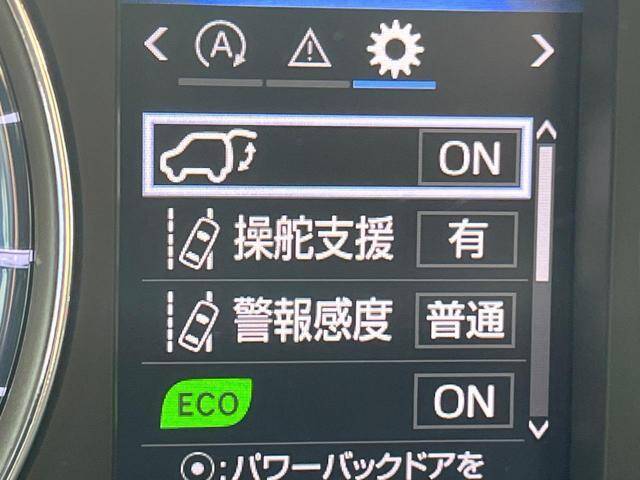 A
ON
操舵支援 有
警報感度 普通
ECO ON
:パワーバックドアを